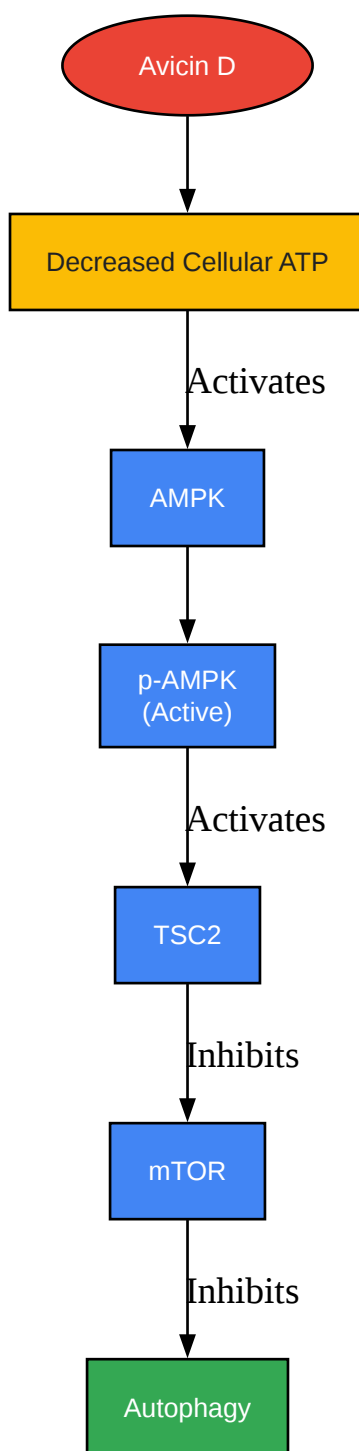 Avicin D
Decreased Cellular ATP
Activates
AMPK
p-AMPK
(Active)
Activates
TSC2
Inhibits
mTOR
Inhibits
Autophagy